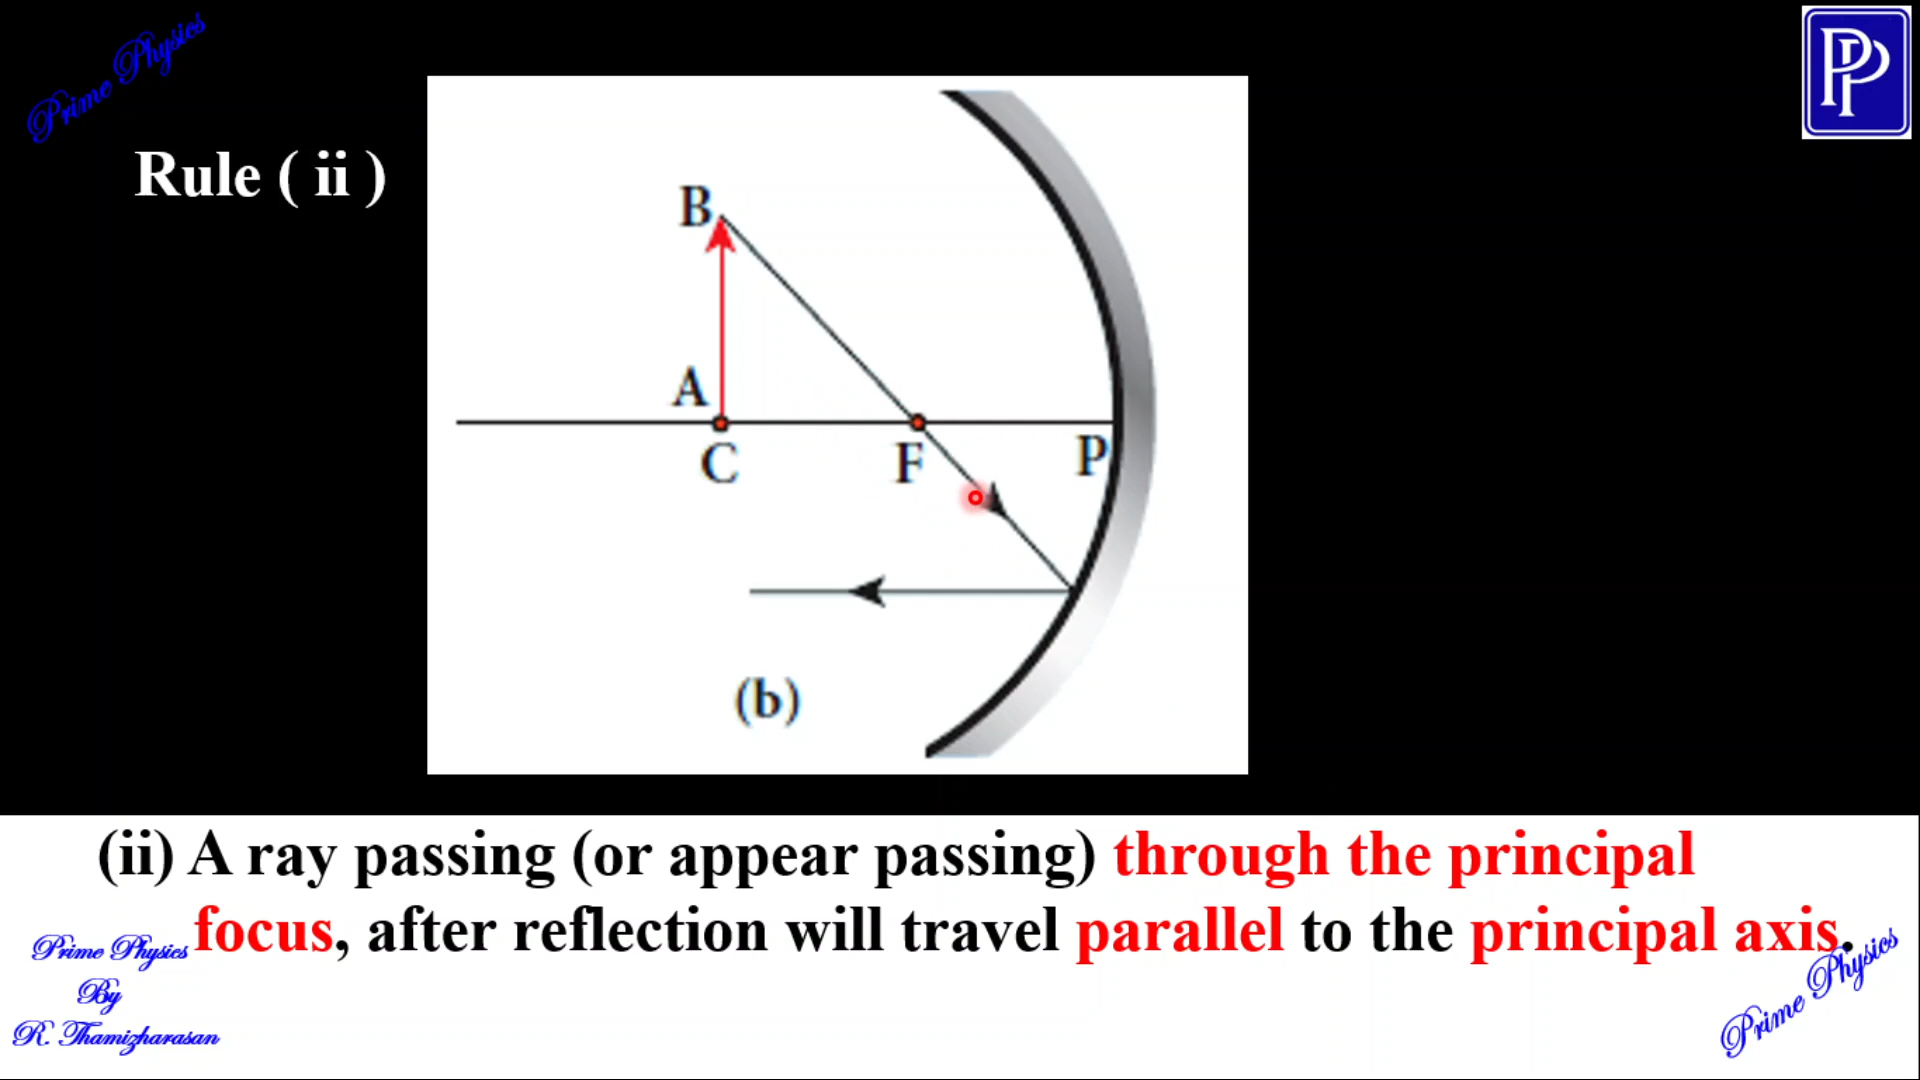 Prime Physics
PP
Rule ( ii )
B
A
C
F
P
(b)
(ii) A ray passing (or appear passing) through the principal
focus, after reflection will travel parallel to the principal axis.
Prime Physics
By
R. Thamizharasan
Prime Physics